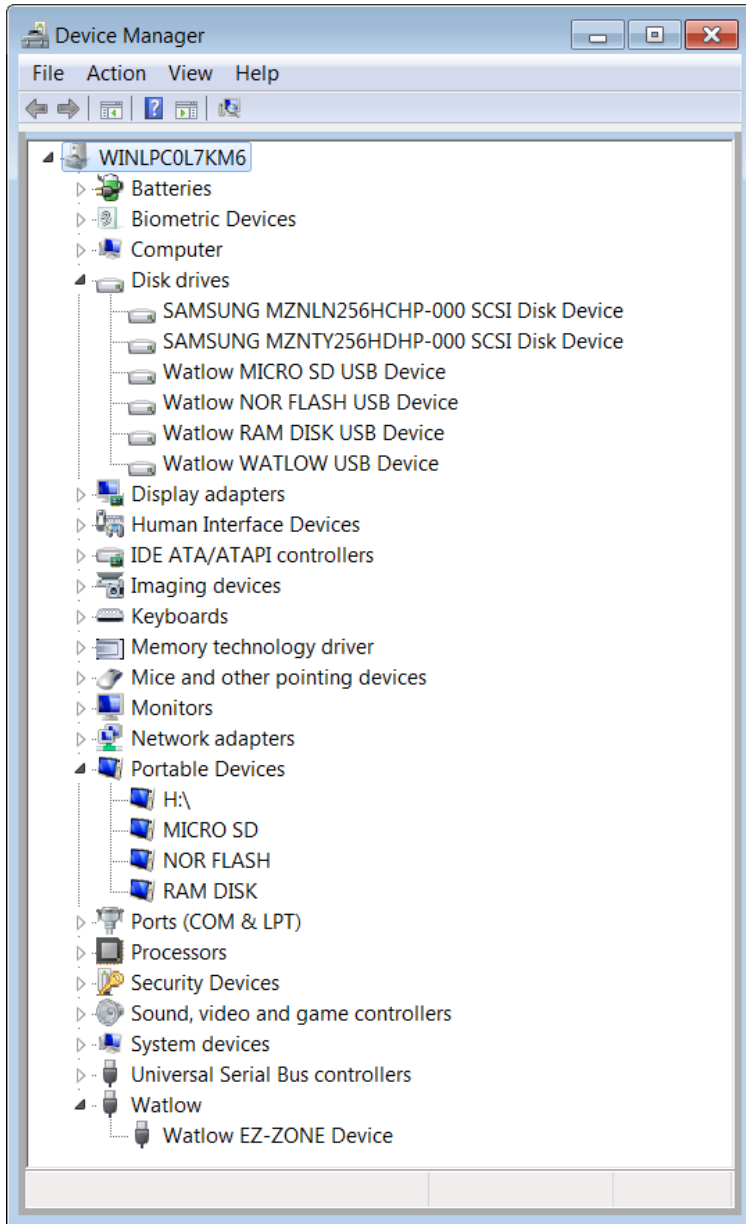 Device Manager
File Action View Help
WINLPC0L7KM6
Batteries
Biometric Devices
Computer
Disk drives
SAMSUNG MZNLN256HCHP-000 SCSI Disk Device
SAMSUNG MZNTY256HDHP-000 SCSI Disk Device
Watlow MICRO SD USB Device
Watlow NOR FLASH USB Device
Watlow RAM DISK USB Device
Watlow WATLOW USB Device
Display adapters
Human Interface Devices
IDE ATA/ATAPI controllers
Imaging devices
Keyboards
Memory technology driver
Mice and other pointing devices
Monitors
Network adapters
Portable Devices
H:\
MICRO SD
NOR FLASH
RAM DISK
Ports (COM & LPT)
Processors
Security Devices
Sound, video and game controllers
System devices
Universal Serial Bus controllers
Watlow
Watlow EZ-ZONE Device